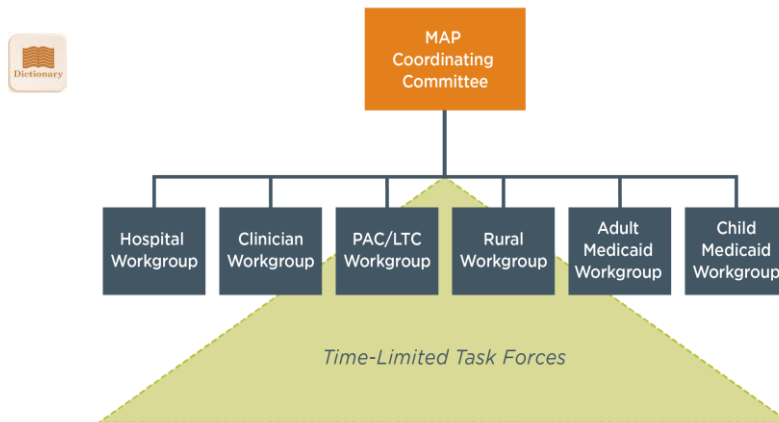 MAP
Coordinating
Committee
Dictionary
Hospital
Workgroup
Clinician
Workgroup
PAC/LTC
Workgroup
Rural
Workgroup
Adult
Medicaid
Workgroup
Child
Medicaid
Workgroup
Time-Limited Task Forces